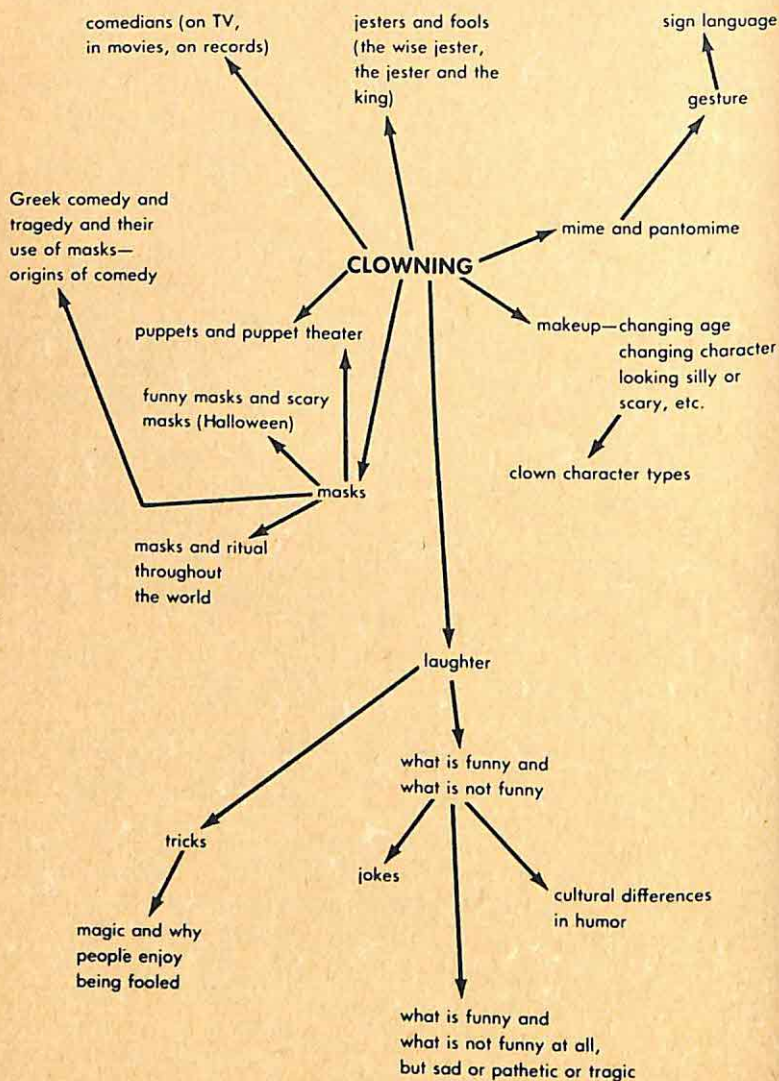 comedians (on TV,
in movies, on records)
jesters and fools
(the wise jester,
the jester and the
king)
sign language
gesture
Greek comedy and
tragedy and their
use of masks—
origins of comedy
mime and pantomime
CLOWNING
puppets and puppet theater
makeup—changing age
changing character
looking silly or
scary, etc.
funny masks and scary
masks (Halloween)
clown character types
masks
masks and ritual
throughout
the world
laughter
what is funny and
what is not funny
tricks
jokes
cultural differences
in humor
magic and why
people enjoy
being fooled
what is funny and
what is not funny at all,
but sad or pathetic or tragic